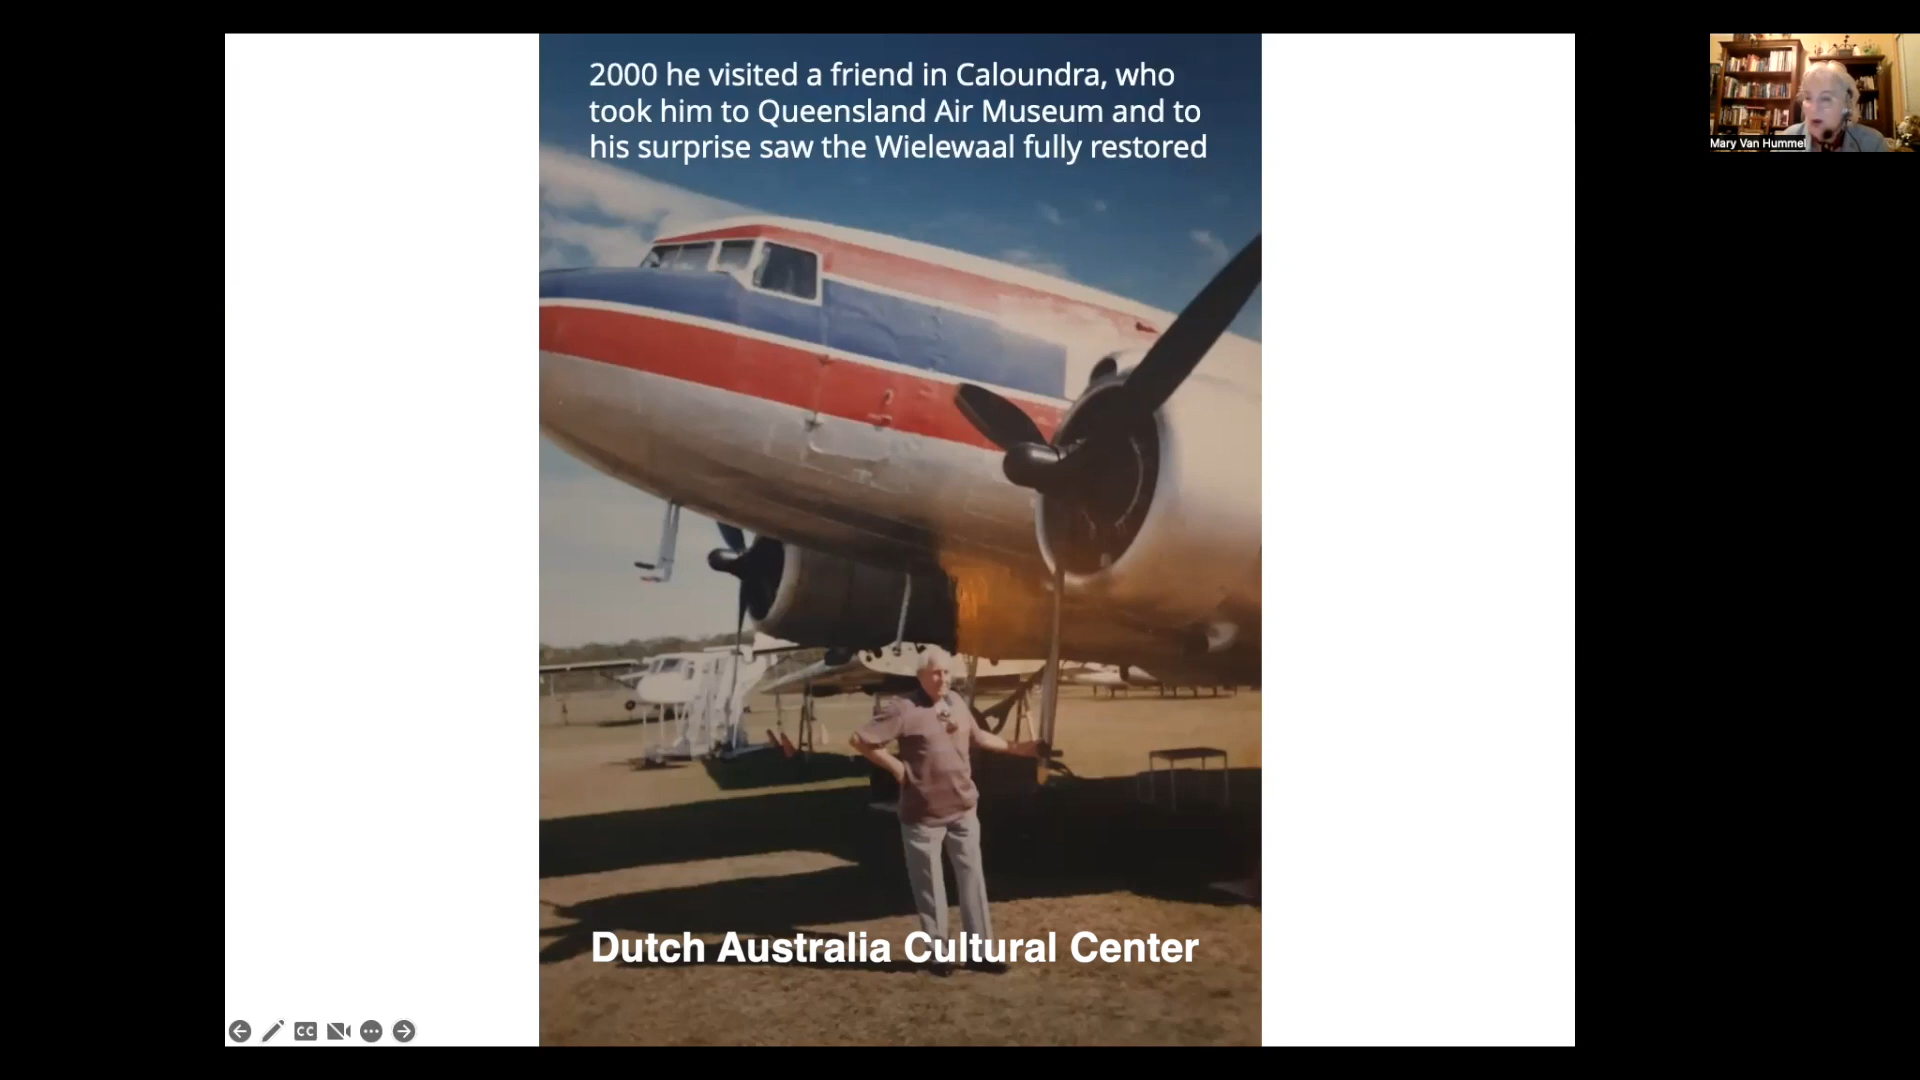 2000 he visited a friend in Caloundra, who
took him to Queensland Air Museum and to
his surprise saw the Wielewaal fully restored
Mary Van Hummel
Dutch Australia Cultural Center
CC